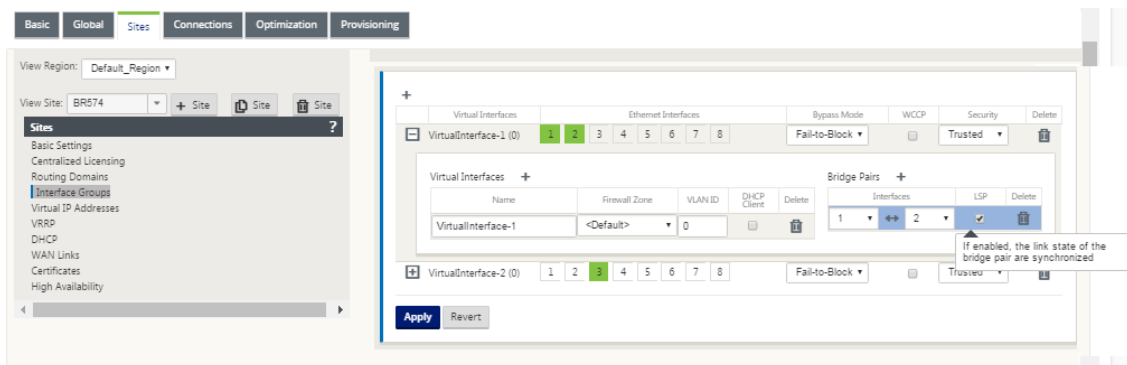 Basic Global Sites Connections Optimization Provisioning
View Region: Default_Region
View Site: BR574 + Site Site Site
Sites ?
Basic Settings
Centralized Licensing
Routing Domains
Interface Groups
Virtual IP Addresses
VRRP
DHCP
WAN Links
Certificates
High Availability
+
Virtual Interfaces Ethernet Interfaces Bypass Mode WCCP Security Delete
VirtualInterface-1 (0) 1 2 3 4 5 6 7 8 Fail-to-Block Trusted
Virtual Interfaces + Bridge Pairs +
Name Firewall Zone VLAN ID DHCP Client Delete Interfaces LSP Delete
VirtualInterface-1 <Default> 0 1 2
If enabled, the link state of the
bridge pair are synchronized
VirtualInterface-2 (0) 1 2 3 4 5 6 7 8 Fail-to-Block Trusted
Apply Revert